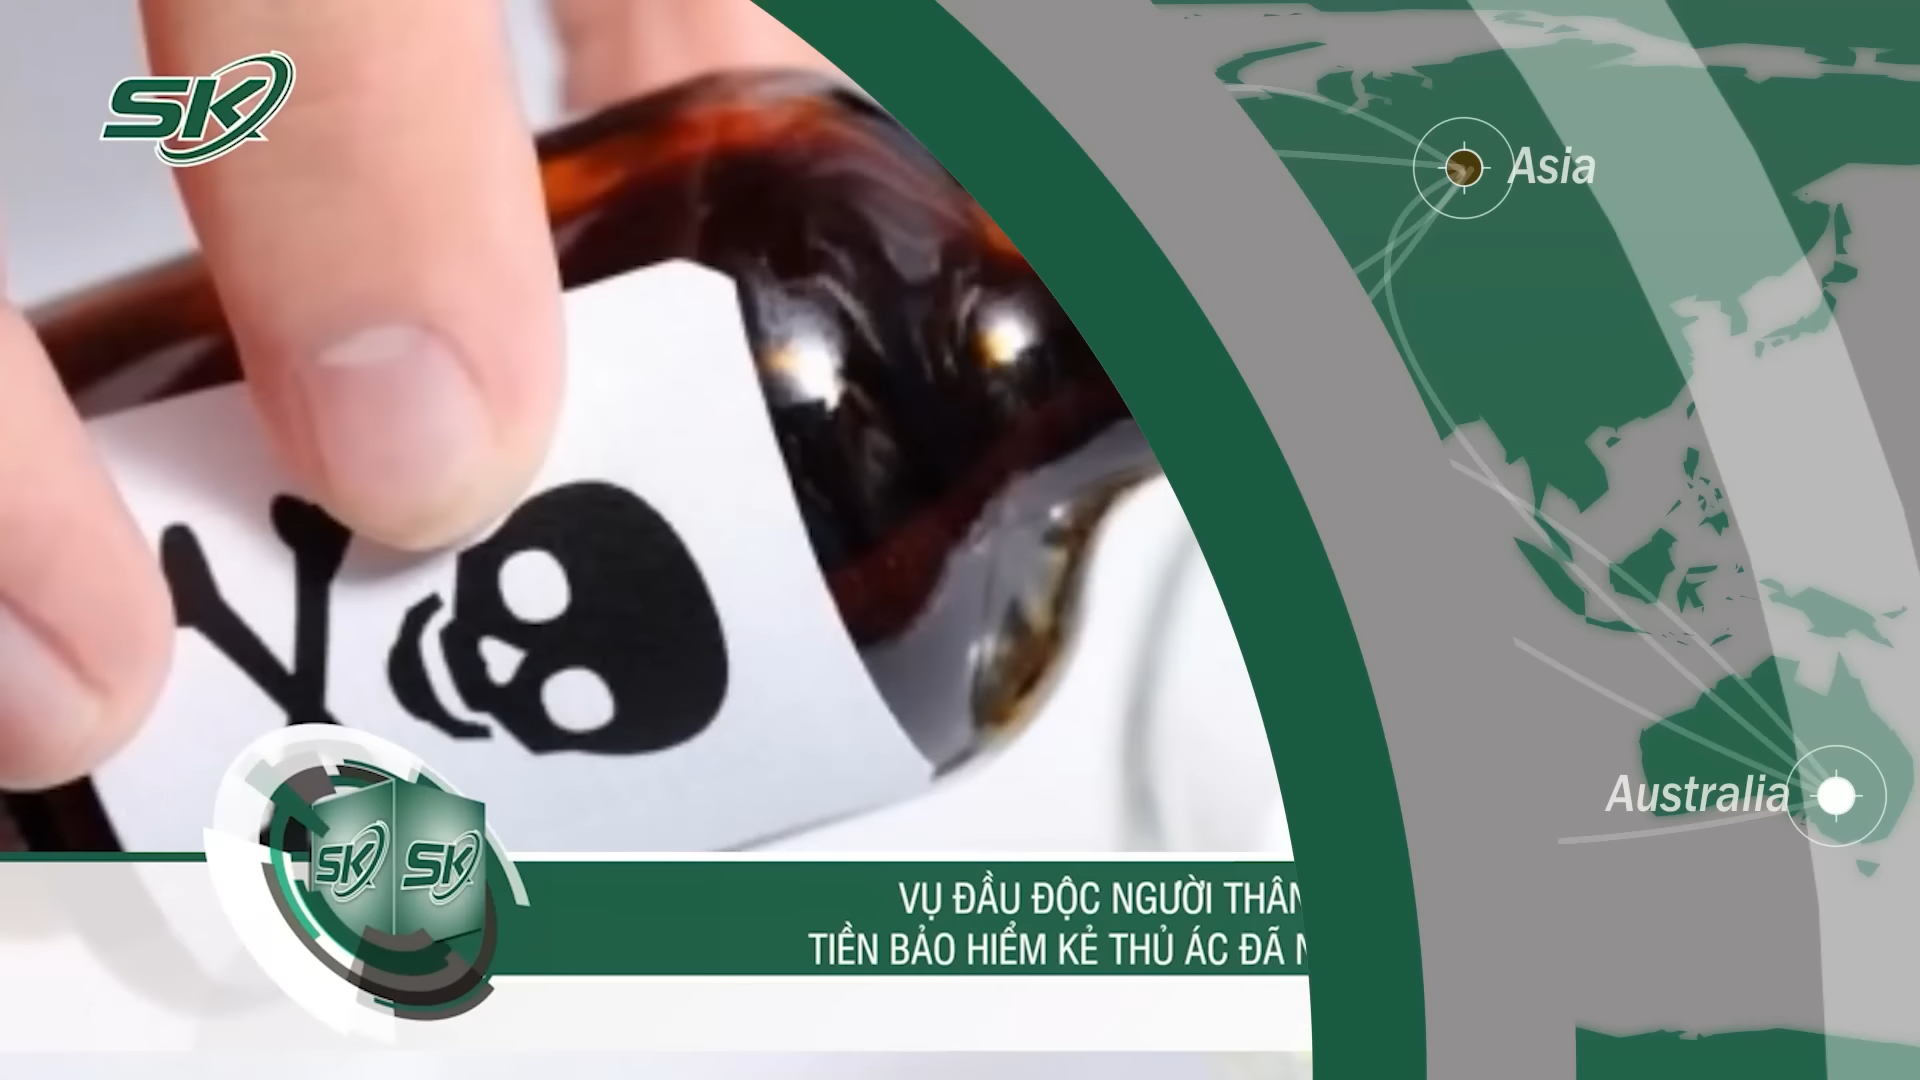 SK
Asia
Australia
SK SK
VỤ ĐẦU ĐỘC NGƯỜI THÂN
TIỀN BẢO HIỂM KẺ THỦ ÁC ĐÃ